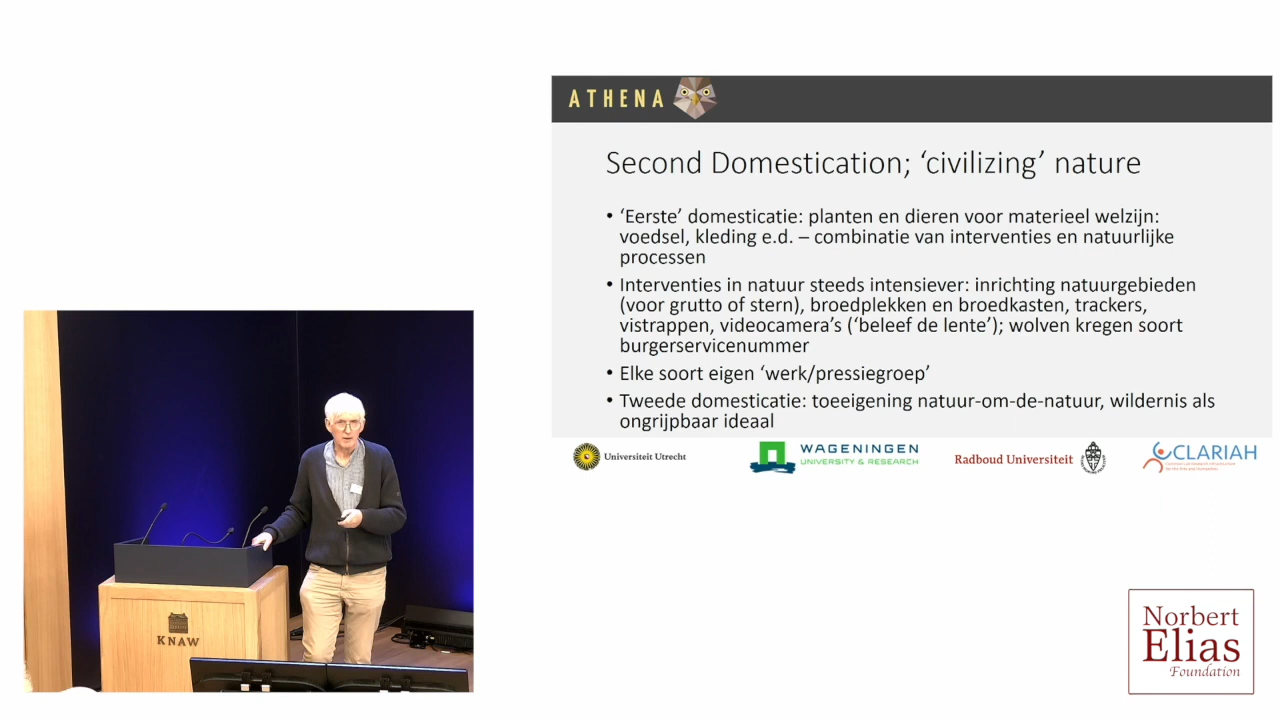 ATHENA
Second Domestication; ‘civilizing’ nature
• ‘Eerste’ domesticatie: planten en dieren voor materieel welzijn:
voedsel, kleding e.d. – combinatie van interventies en natuurlijke
processen
• Interventies in natuur steeds intensiever: inrichting natuurgebieden
(voor grutto of stern), broedplekken en broedkasten, trackers,
vistrappen, videocamera’s (‘beleef de lente’); wolven kregen soort
burgerservicenummer
• Elke soort eigen ‘werk/pressiegroep’
• Tweede domesticatie: toeeigening natuur-om-de-natuur, wildernis als
ongrijpbaar ideaal
Universiteit Utrecht
WAGENINGEN
UNIVERSITY & RESEARCH
Radboud Universiteit
CLARIAH
KNAW
Norbert
Elias
Foundation